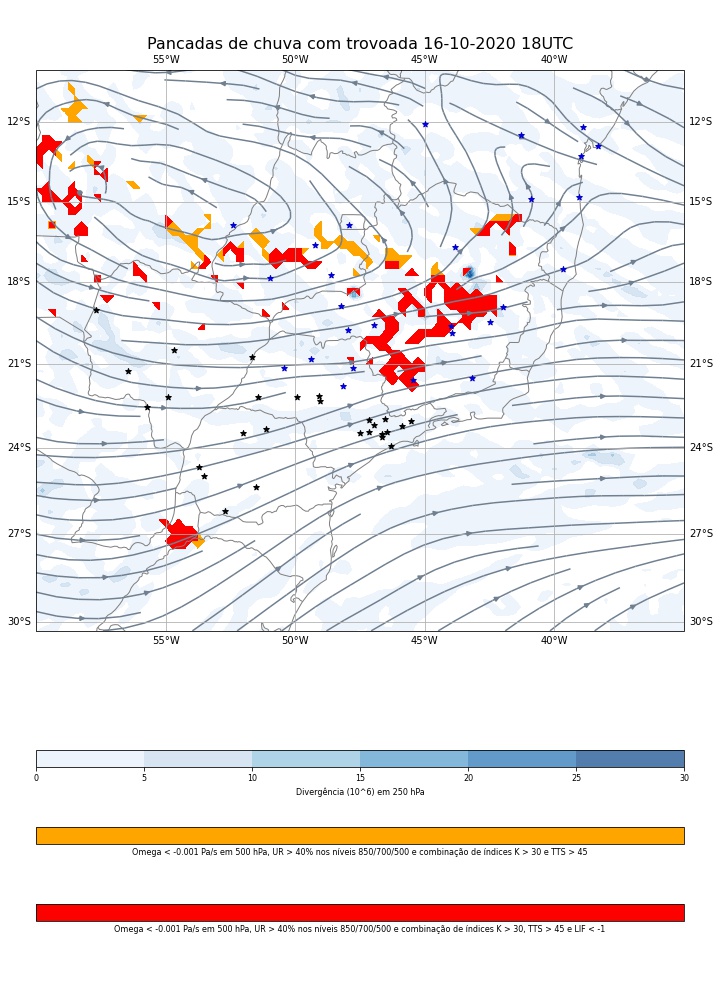 Pancadas de chuva com trovoada 16-10-2020 18UTC
55°W 50°W 45°W 40°W
12°S 12°S
15°S 15°S
18°S 18°S
21°S 21°S
24°S 24°S
27°S 27°S
30°S 30°S
55°W 50°W 45°W 40°W
0 5 10 15 20 25 30
Divergência (10^6) em 250 hPa
Omega < -0.001 Pa/s em 500 hPa, UR > 40% nos níveis 850/700/500 e combinação de índices K > 30 e TTS > 45
Omega < -0.001 Pa/s em 500 hPa, UR > 40% nos níveis 850/700/500 e combinação de índices K > 30, TTS > 45 e LIF < -1